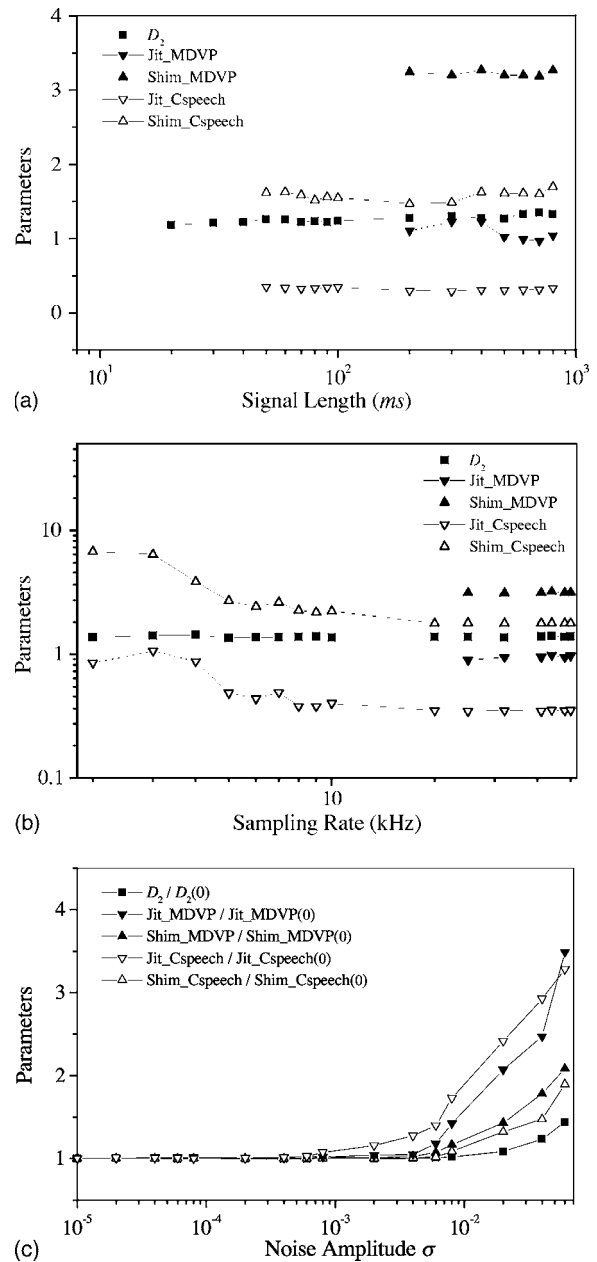 4
3
2
1
0
Parameters
D₂
Jit_MDVP
Shim_MDVP
Jit_Cspeech
Shim_Cspeech
10¹
10²
10³
(a)
Signal Length (ms)
10
1
0.1
Parameters
D₂
Jit_MDVP
Shim_MDVP
Jit_Cspeech
Shim_Cspeech
10
(b)
Sampling Rate (kHz)
4
3
2
1
Parameters
D₂ / D₂(0)
Jit_MDVP / Jit_MDVP(0)
Shim_MDVP / Shim_MDVP(0)
Jit_Cspeech / Jit_Cspeech(0)
Shim_Cspeech / Shim_Cspeech(0)
10⁻⁵
10⁻⁴
10⁻³
10⁻²
(c)
Noise Amplitude σ